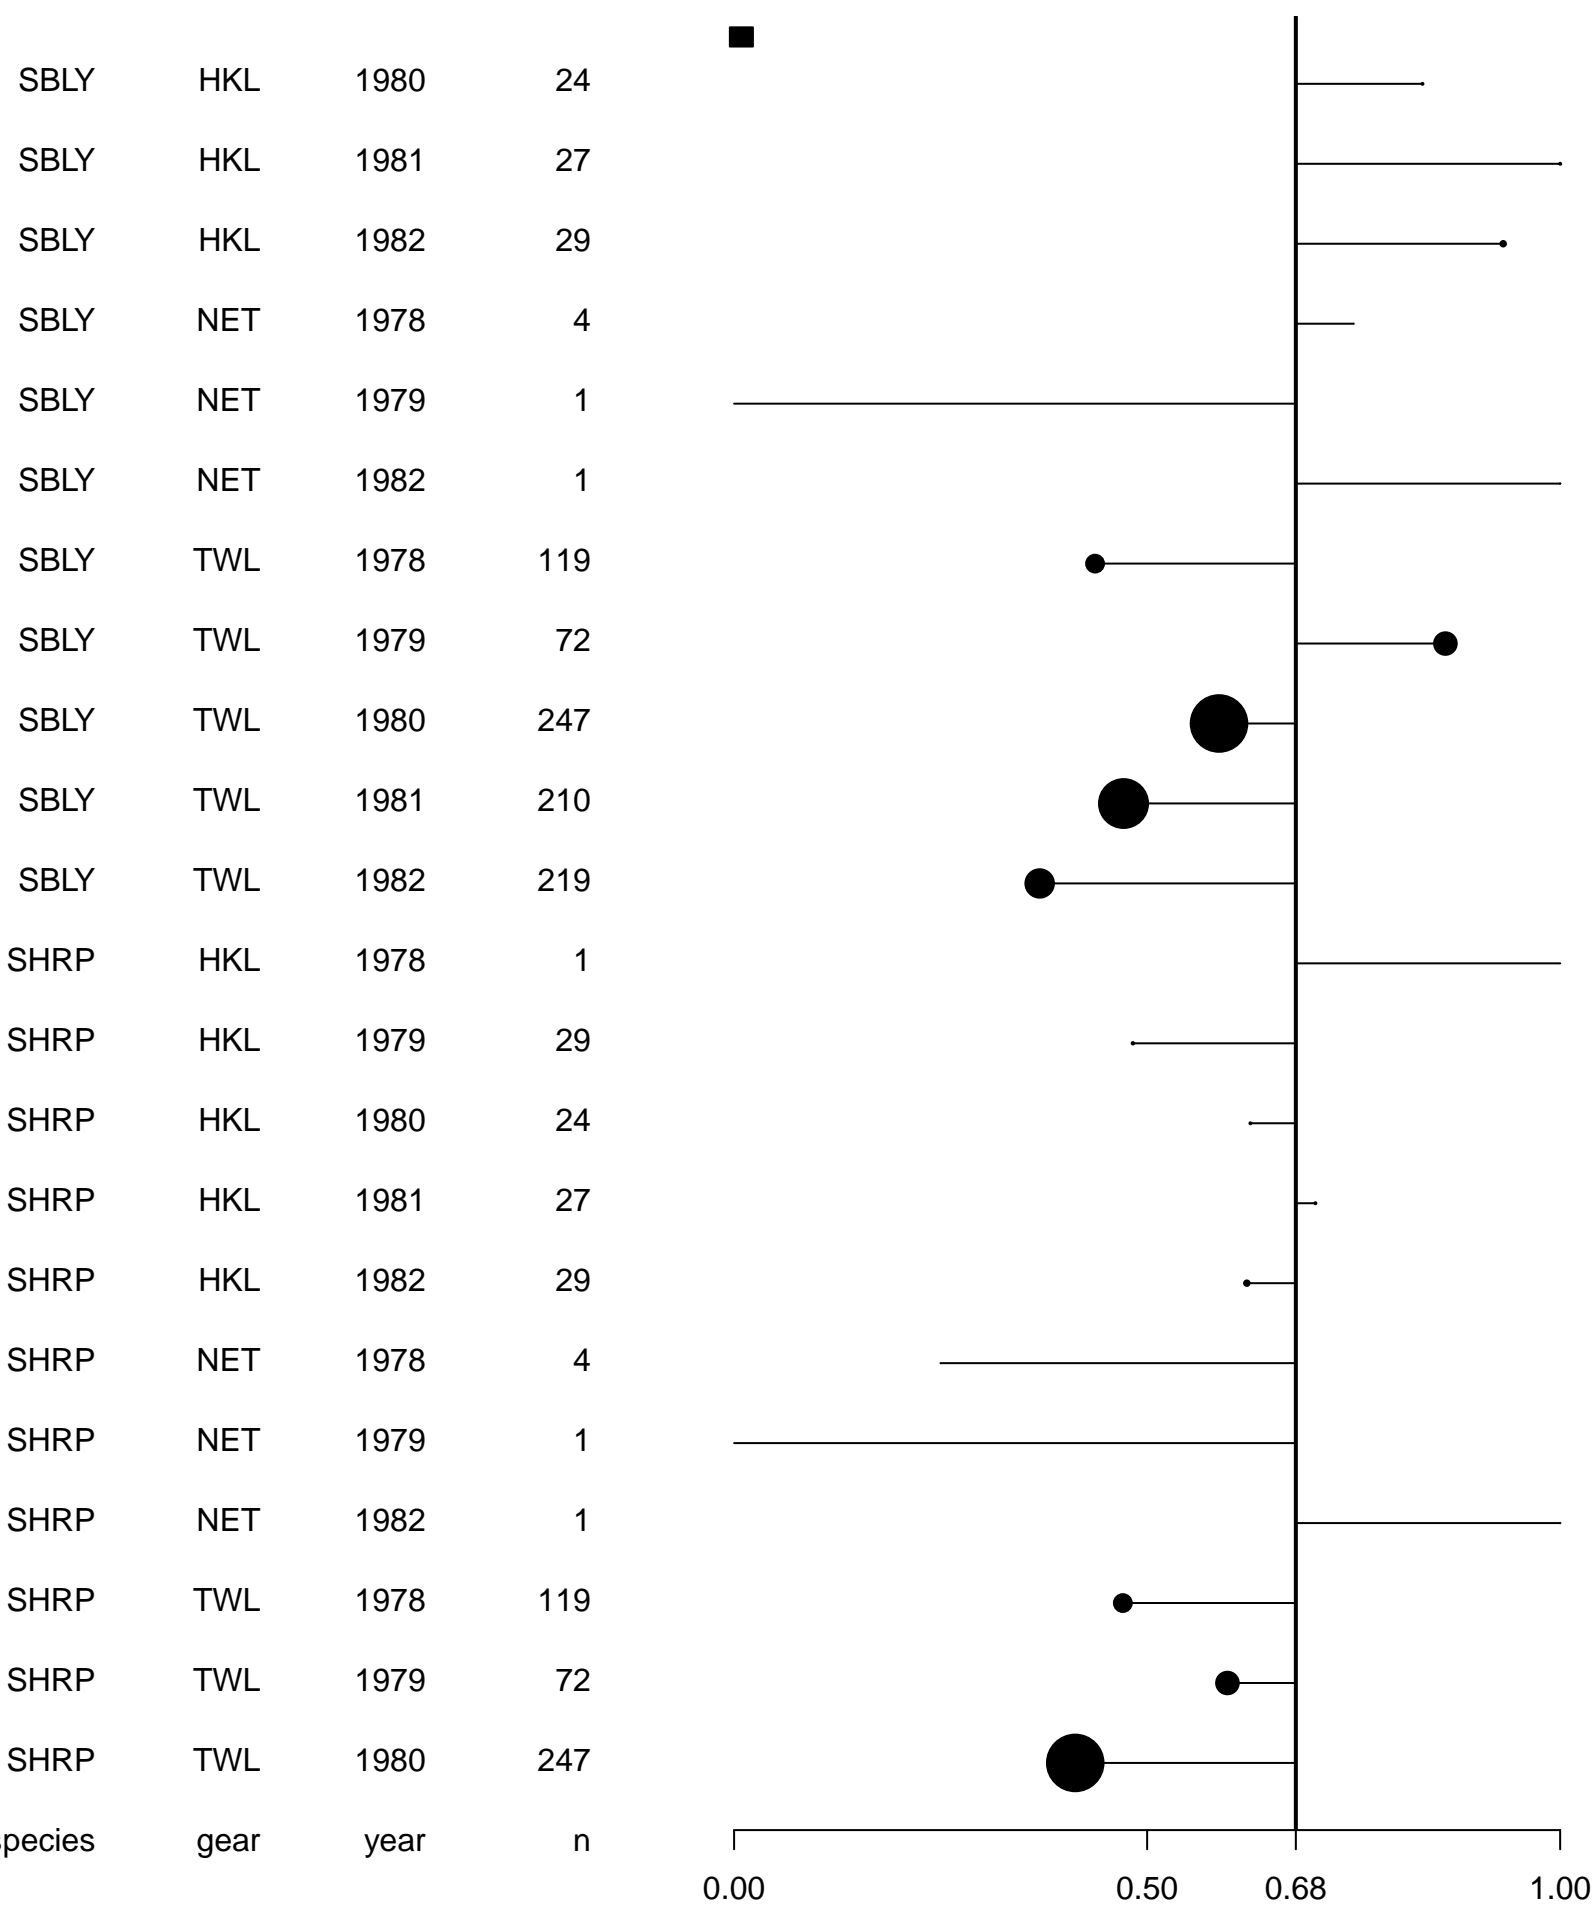 SBLY HKL 1980 24
SBLY HKL 1981 27
SBLY HKL 1982 29
SBLY NET 1978 4
SBLY NET 1979 1
SBLY NET 1982 1
SBLY TWL 1978 119
SBLY TWL 1979 72
SBLY TWL 1980 247
SBLY TWL 1981 210
SBLY TWL 1982 219
SHRP HKL 1978 1
SHRP HKL 1979 29
SHRP HKL 1980 24
SHRP HKL 1981 27
SHRP HKL 1982 29
SHRP NET 1978 4
SHRP NET 1979 1
SHRP NET 1982 1
SHRP TWL 1978 119
SHRP TWL 1979 72
SHRP TWL 1980 247
species gear year n
0.00 0.50 0.68 1.00